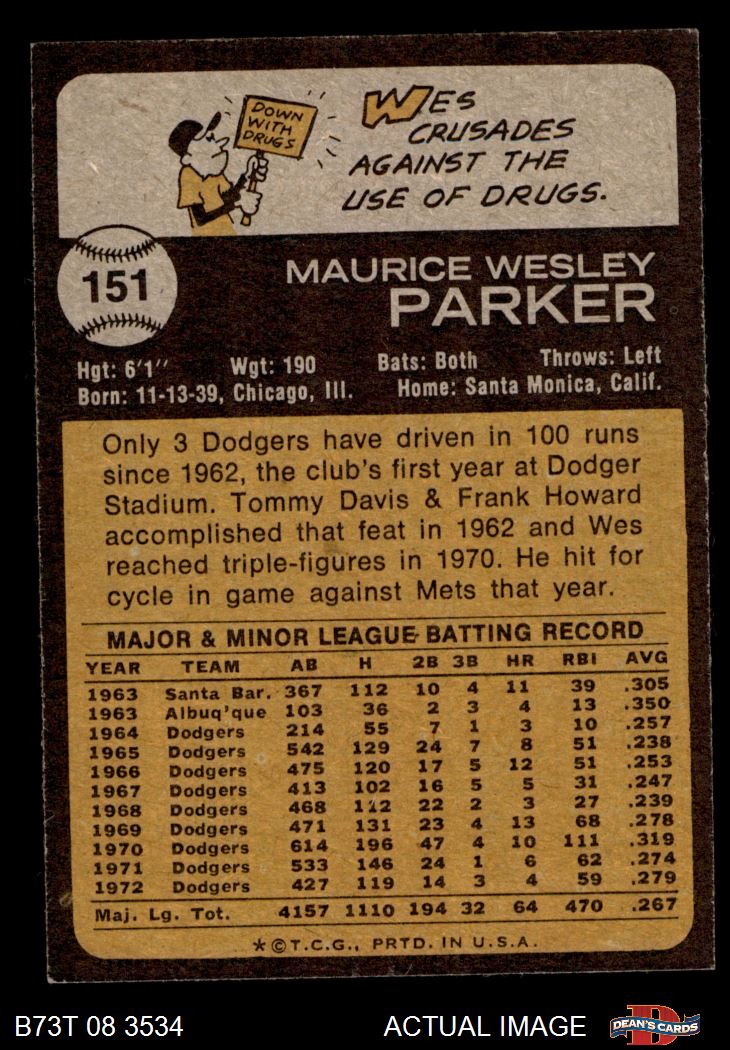 DOWN
WITH
DRUGS
WES
CRUSADES
AGAINST THE
USE OF DRUGS.
151
MAURICE WESLEY
PARKER
Hgt: 6'1" Wgt: 190 Bats: Both Throws: Left
Born: 11-13-39, Chicago, Ill. Home: Santa Monica, Calif.
Only 3 Dodgers have driven in 100 runs
since 1962, the club's first year at Dodger
Stadium. Tommy Davis & Frank Howard
accomplished that feat in 1962 and Wes
reached triple-figures in 1970. He hit for
cycle in game against Mets that year.
MAJOR & MINOR LEAGUE BATTING RECORD
YEAR TEAM AB H 2B 3B HR RBI AVG
1963 Santa Bar. 367 112 10 4 11 39 .305
1963 Albuq'que 103 36 2 3 4 13 .350
1964 Dodgers 214 55 7 1 3 10 .257
1965 Dodgers 542 129 24 7 8 51 .238
1966 Dodgers 475 120 17 5 12 51 .253
1967 Dodgers 413 102 16 5 5 31 .247
1968 Dodgers 468 112 22 2 3 27 .239
1969 Dodgers 471 131 23 4 13 68 .278
1970 Dodgers 614 196 47 4 10 111 .319
1971 Dodgers 533 146 24 1 6 62 .274
1972 Dodgers 427 119 14 3 4 59 .279
Maj. Lg. Tot. 4157 1110 194 32 64 470 .267
*©T.C.G., PRTD. IN U.S.A.
B73T 08 3534 ACTUAL IMAGE DEAN'S CARDS